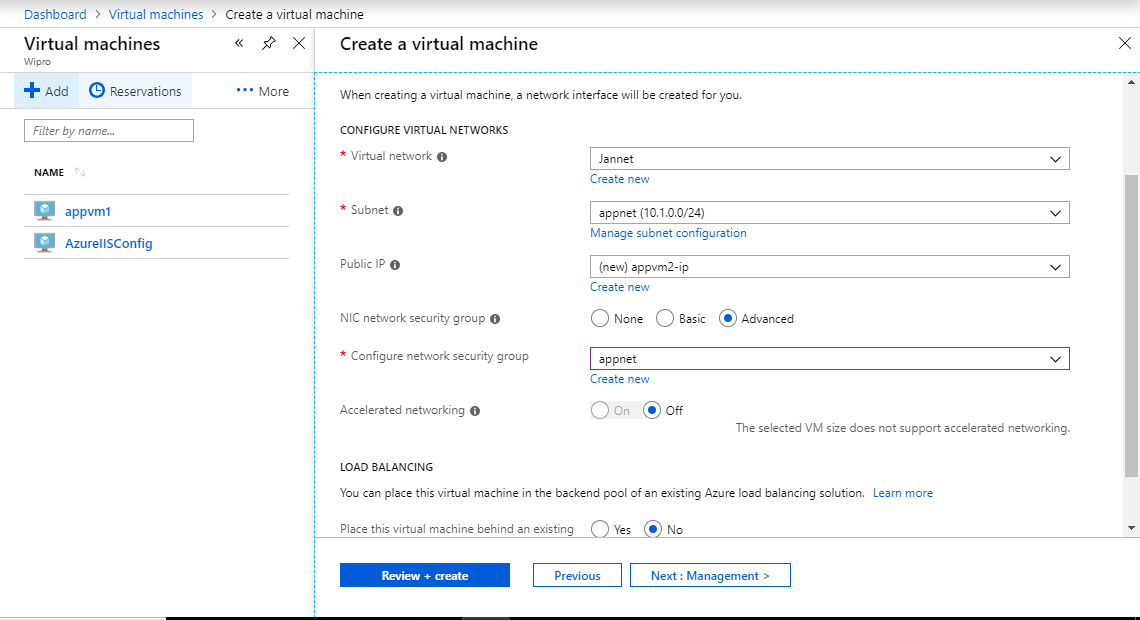 Dashboard > Virtual machines > Create a virtual machine
Virtual machines
Wipro
Add Reservations ••• More
Filter by name...
NAME
appvm1
AzureIISConfig
Create a virtual machine
When creating a virtual machine, a network interface will be created for you.
CONFIGURE VIRTUAL NETWORKS
* Virtual network Jannet
Create new
* Subnet appnet (10.1.0.0/24)
Manage subnet configuration
Public IP (new) appvm2-ip
Create new
NIC network security group None Basic Advanced
* Configure network security group appnet
Create new
Accelerated networking On Off
The selected VM size does not support accelerated networking.
LOAD BALANCING
You can place this virtual machine in the backend pool of an existing Azure load balancing solution. Learn more
Place this virtual machine behind an existing Yes No
Review + create Previous Next : Management >